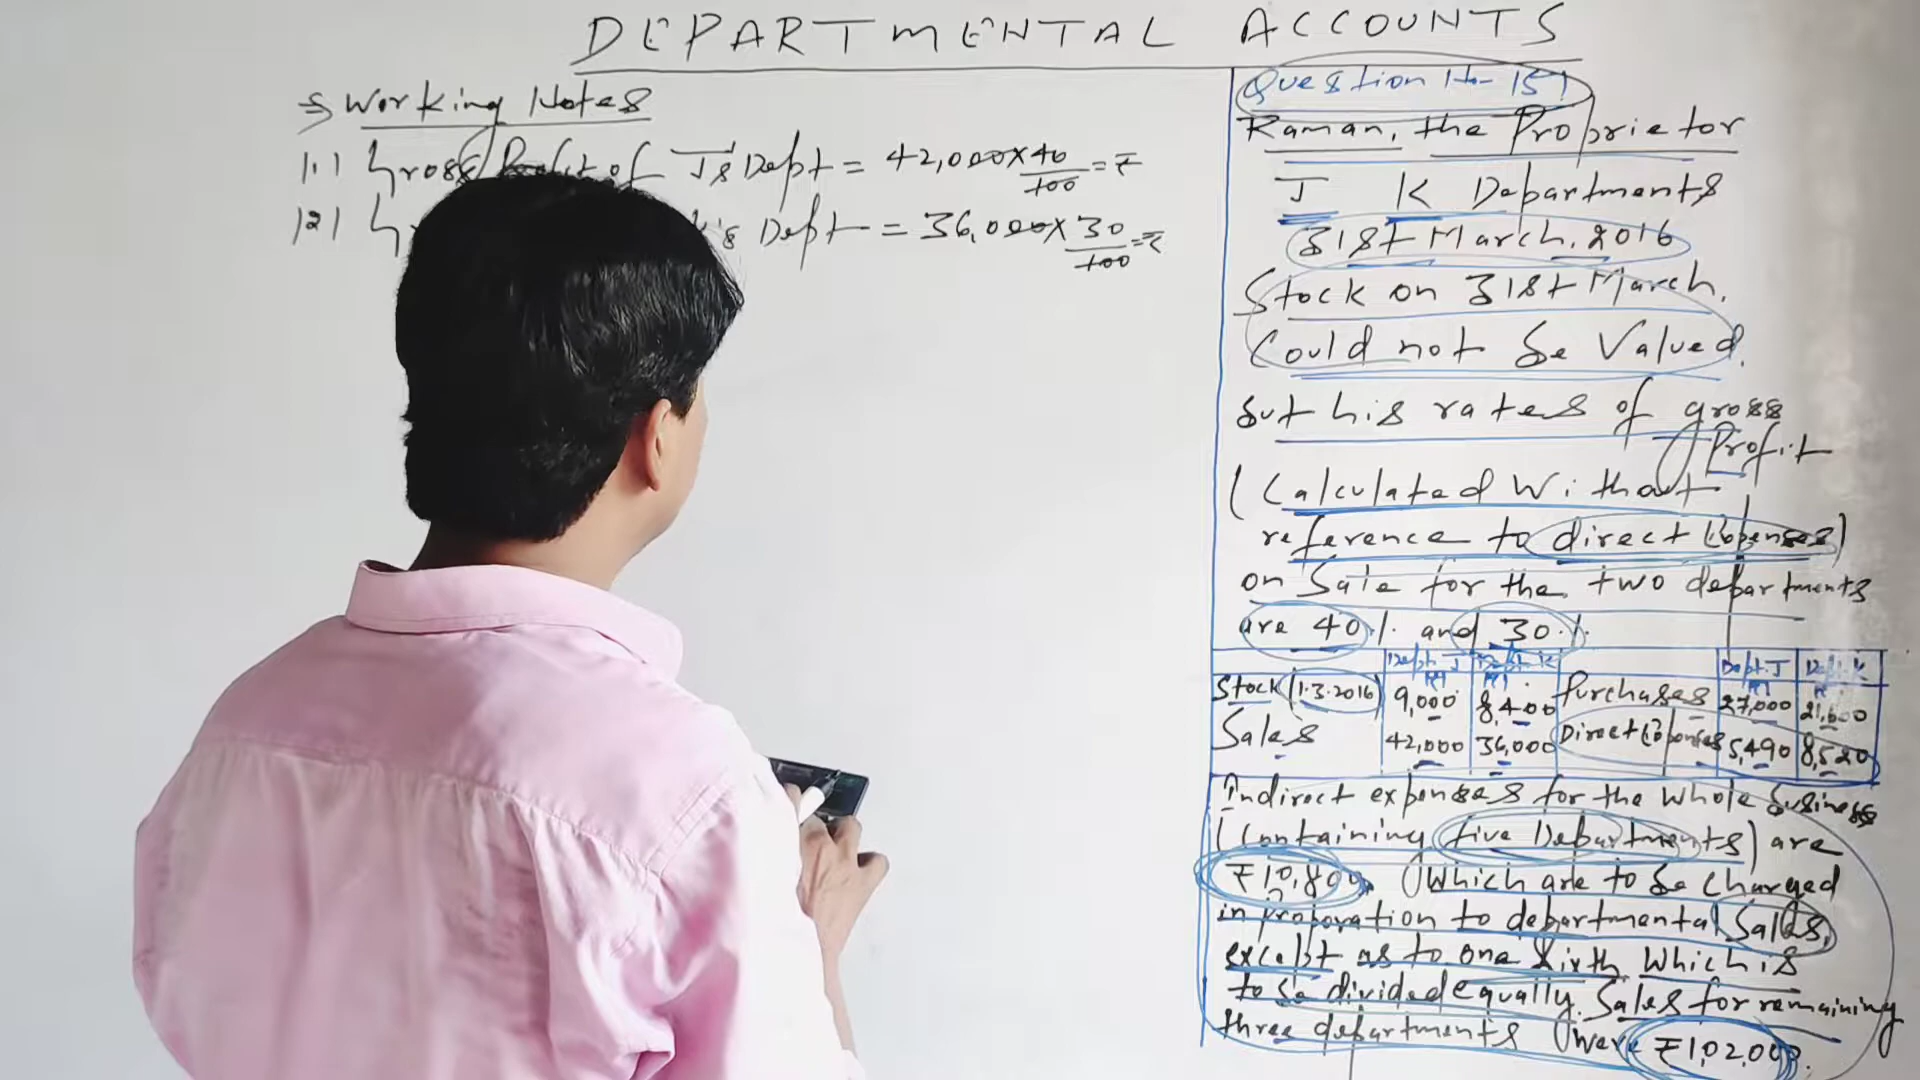 DEPARTMENTAL ACCOUNTS
→ Working Notes
|1.| Gross Profit of J's Dept = 42,000 × 40/100 = ₹
|2| 's Dept = 36,000 × 30/100 = ₹
Question No- 151
Raman, the Proprietor
J K Departments
31st March, 2016
Stock on 31st March.
Could not be Valued.
but his rates of gross
Profit
(Calculated Without
reference to direct Expenses)
on Sale for the two departments
are 40% and 30%.
Dept J Dept K Dept J Dept K
Stock (1.3.2016) 9,000 8,400 Purchases 27,000 21,600
Sales 42,000 36,000 Direct Expenses 5,490 8,520
Indirect expenses for the whole business
(Containing five Departments) are
₹10,800, Which are to be charged
in proporation to departmental Sales,
except as to one Sixth Which is
to be divided equally. Sales for remaining
three departments Were ₹1,02,000.